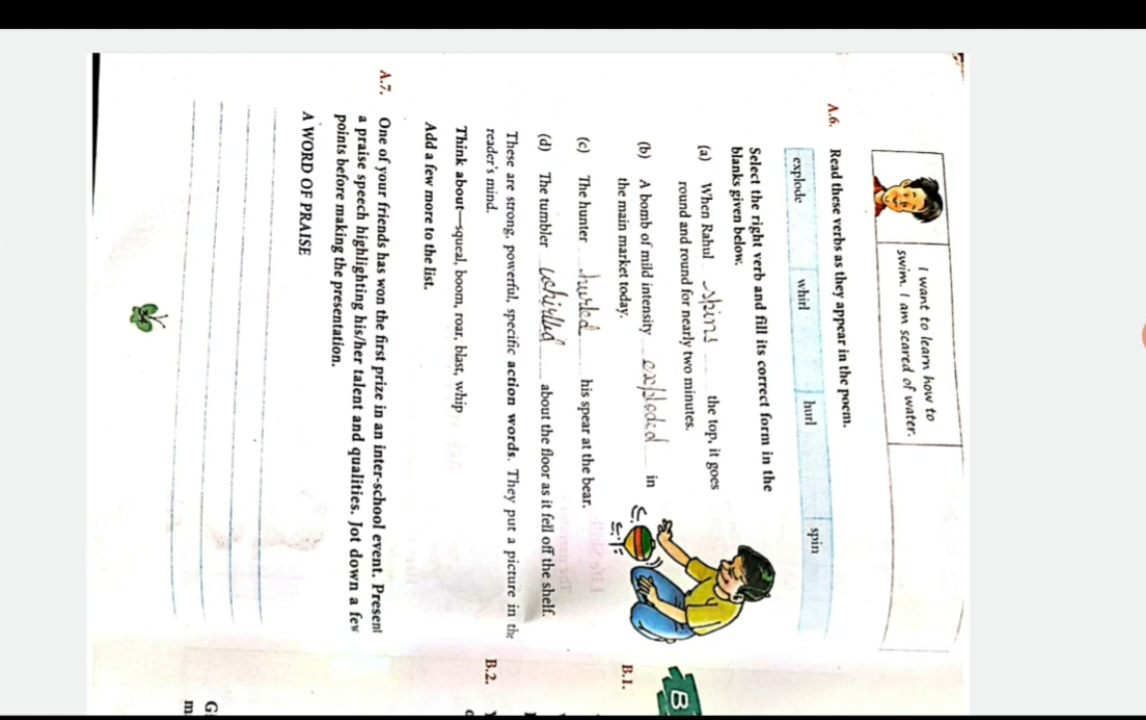 I want to learn how to
swim. I am scared of water.
A.6. Read these verbs as they appear in the poem.
explode whirl hurl spin
Select the right verb and fill its correct form in the
blanks given below.
(a) When Rahul spins the top, it goes
round and round for nearly two minutes.
(b) A bomb of mild intensity exploded in
the main market today.
(c) The hunter hurled his spear at the bear.
(d) The tumbler whirlled about the floor as it fell off the shelf.
These are strong, powerful, specific action words. They put a picture in the
reader's mind.
Think about—squeal, boom, roar, blast, whip
Add a few more to the list.
A.7. One of your friends has won the first prize in an inter-school event. Present
a praise speech highlighting his/her talent and qualities. Jot down a few
points before making the presentation.
A WORD OF PRAISE
B
B.1.
B.2.